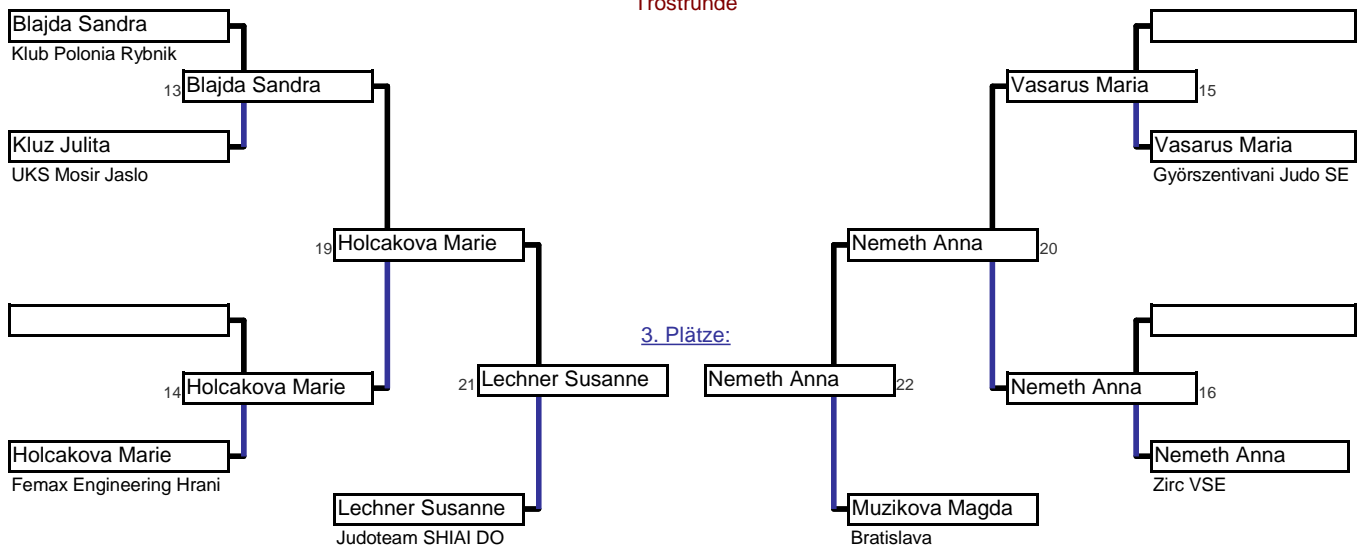 Trostrunde
Blajda Sandra
Klub Polonia Rybnik
13 Blajda Sandra
Vasarus Maria 15
Kluz Julita
UKS Mosir Jaslo
Vasarus Maria
Györszentivani Judo SE
19 Holcakova Marie
Nemeth Anna 20
3. Plätze:
21 Lechner Susanne
Nemeth Anna 22
14 Holcakova Marie
Nemeth Anna 16
Holcakova Marie
Femax Engineering Hrani
Nemeth Anna
Zirc VSE
Lechner Susanne
Judoteam SHIAI DO
Muzikova Magda
Bratislava